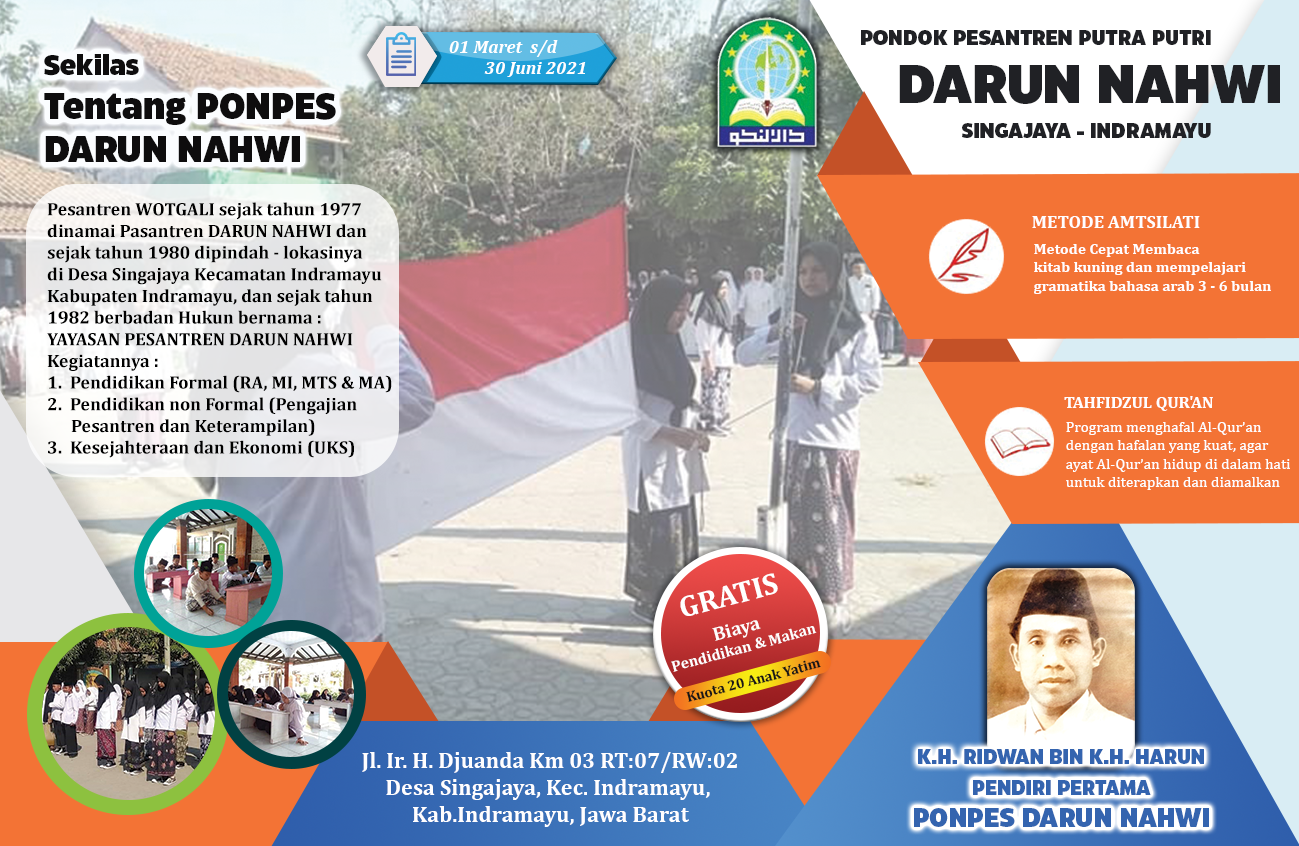 Sekilas
Tentang PONPES
DARUN NAHWI
Pesantren WOTGALI sejak tahun 1977
dinamai Pasantren DARUN NAHWI dan
sejak tahun 1980 dipindah - lokasinya
di Desa Singajaya Kecamatan Indramayu
Kabupaten Indramayu, dan sejak tahun
1982 berbadan Hukun bernama :
YAYASAN PESANTREN DARUN NAHWI
Kegiatannya :
1. Pendidikan Formal (RA, MI, MTS & MA)
2. Pendidikan non Formal (Pengajian
Pesantren dan Keterampilan)
3. Kesejahteraan dan Ekonomi (UKS)
01 Maret s/d
30 Juni 2021
PONDOK PESANTREN PUTRA PUTRI
DARUN NAHWI
SINGAJAYA - INDRAMAYU
METODE AMTSILATI
Metode Cepat Membaca
kitab kuning dan mempelajari
gramatika bahasa arab 3 - 6 bulan
TAHFIDZUL QUR'AN
Program menghafal Al-Qur'an
dengan hafalan yang kuat, agar
ayat Al-Qur'an hidup di dalam hati
untuk diterapkan dan diamalkan
GRATIS
Biaya
Pendidikan & Makan
Kuota 20 Anak Yatim
Jl. Ir. H. Djuanda Km 03 RT:07/RW:02
Desa Singajaya, Kec. Indramayu,
Kab.Indramayu, Jawa Barat
K.H. RIDWAN BIN K.H. HARUN
PENDIRI PERTAMA
PONPES DARUN NAHWI